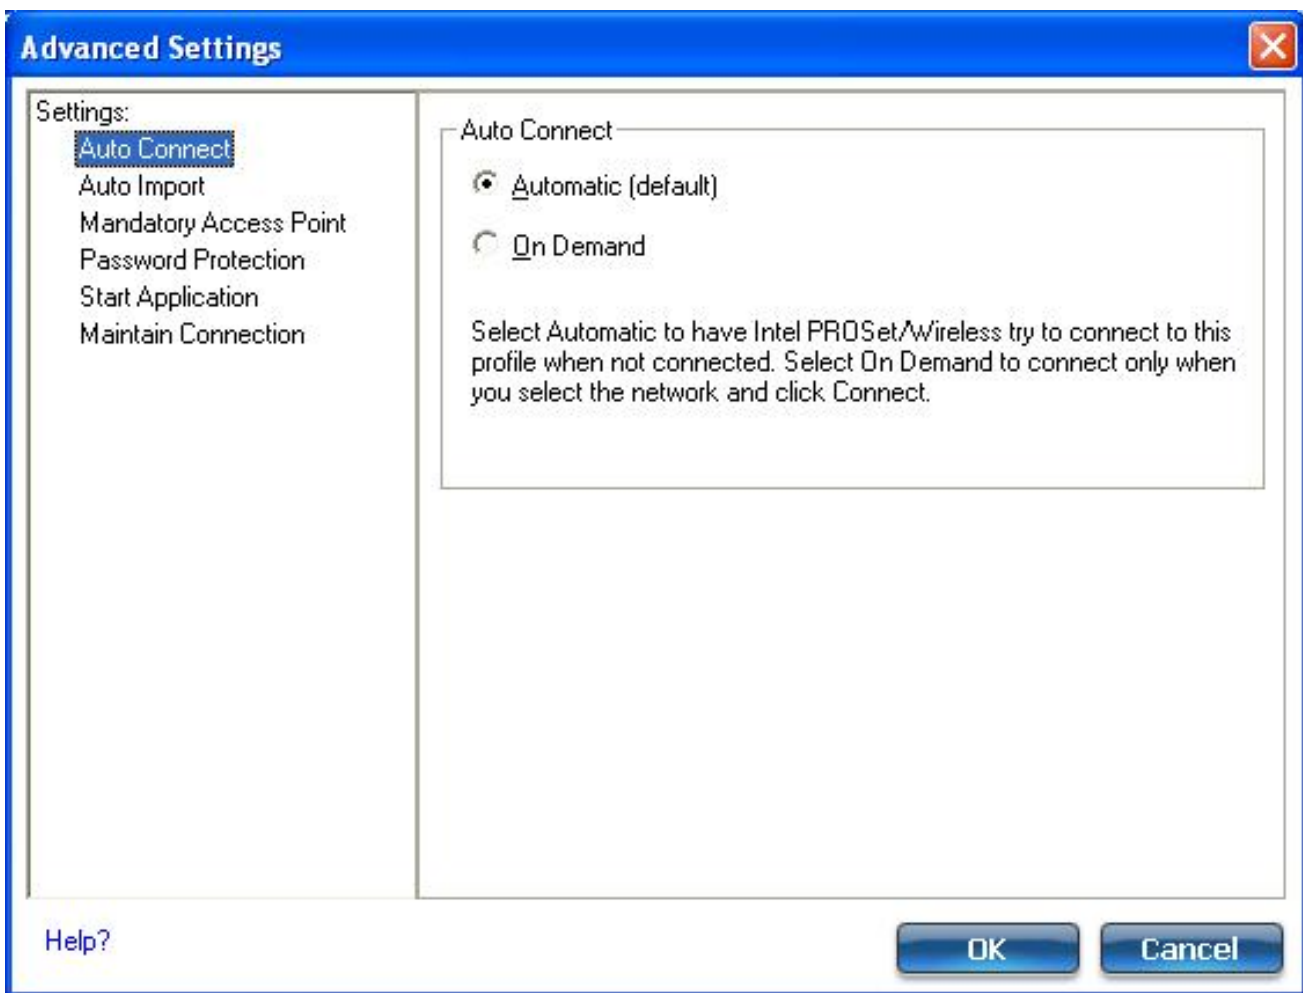 Advanced Settings
Settings:
Auto Connect
Auto Import
Mandatory Access Point
Password Protection
Start Application
Maintain Connection
Auto Connect
Automatic (default)
On Demand
Select Automatic to have Intel PROSet/Wireless try to connect to this
profile when not connected. Select On Demand to connect only when
you select the network and click Connect.
Help?
OK
Cancel